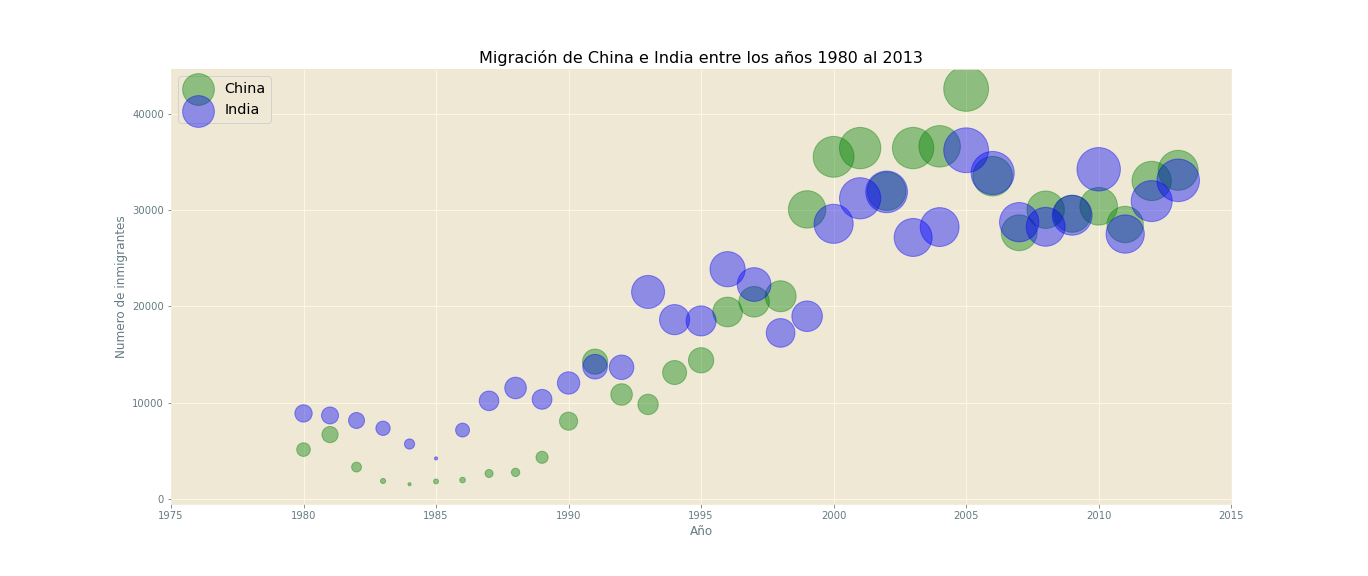 Migración de China e India entre los años 1980 al 2013
China
India
Numero de inmigrantes
40000
30000
20000
10000
0
1975 1980 1985 1990 1995 2000 2005 2010 2015
Año